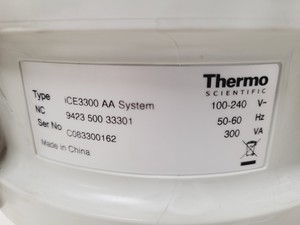 Thermo
SCIENTIFIC
Type iCE3300 AA System 100-240 V~
NC 9423 500 33301 50-60 Hz
Ser No C083300162 300 VA
Made in China